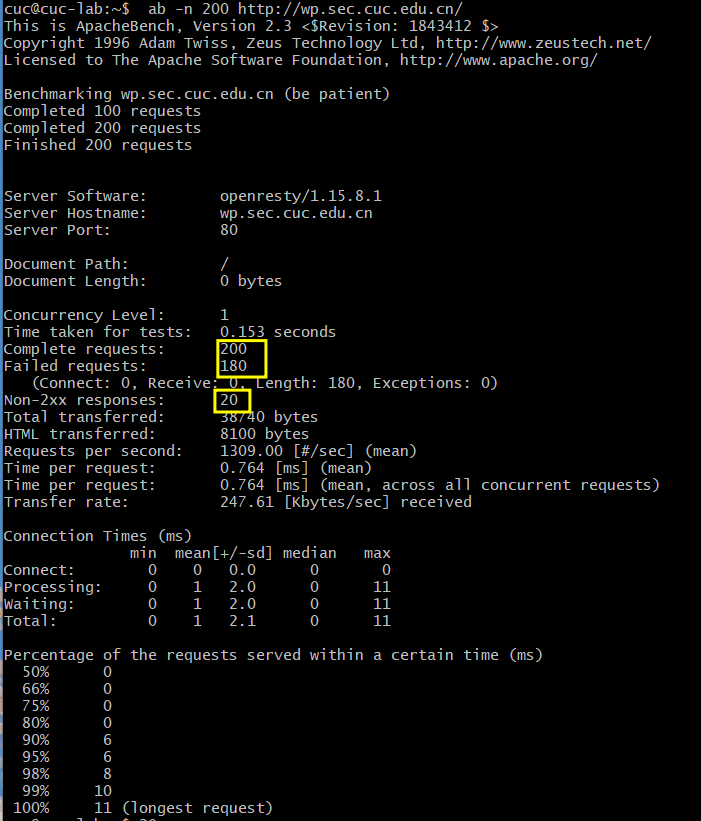 cuc@cuc-lab:~$  ab -n 200 http://wp.sec.cuc.edu.cn/
This is ApacheBench, Version 2.3 <$Revision: 1843412 $>
Copyright 1996 Adam Twiss, Zeus Technology Ltd, http://www.zeustech.net/
Licensed to The Apache Software Foundation, http://www.apache.org/

Benchmarking wp.sec.cuc.edu.cn (be patient)
Completed 100 requests
Completed 200 requests
Finished 200 requests


Server Software:        openresty/1.15.8.1
Server Hostname:        wp.sec.cuc.edu.cn
Server Port:            80

Document Path:          /
Document Length:        0 bytes

Concurrency Level:      1
Time taken for tests:   0.153 seconds
Complete requests:      200
Failed requests:        180
   (Connect: 0, Receive: 0, Length: 180, Exceptions: 0)
Non-2xx responses:      20
Total transferred:      38740 bytes
HTML transferred:       8100 bytes
Requests per second:    1309.00 [#/sec] (mean)
Time per request:       0.764 [ms] (mean)
Time per request:       0.764 [ms] (mean, across all concurrent requests)
Transfer rate:          247.61 [Kbytes/sec] received

Connection Times (ms)
              min  mean[+/-sd] median   max
Connect:        0    0   0.0      0       0
Processing:     0    1   2.0      0      11
Waiting:        0    1   2.0      0      11
Total:          0    1   2.1      0      11

Percentage of the requests served within a certain time (ms)
  50%      0
  66%      0
  75%      0
  80%      0
  90%      6
  95%      6
  98%      8
  99%     10
 100%     11 (longest request)